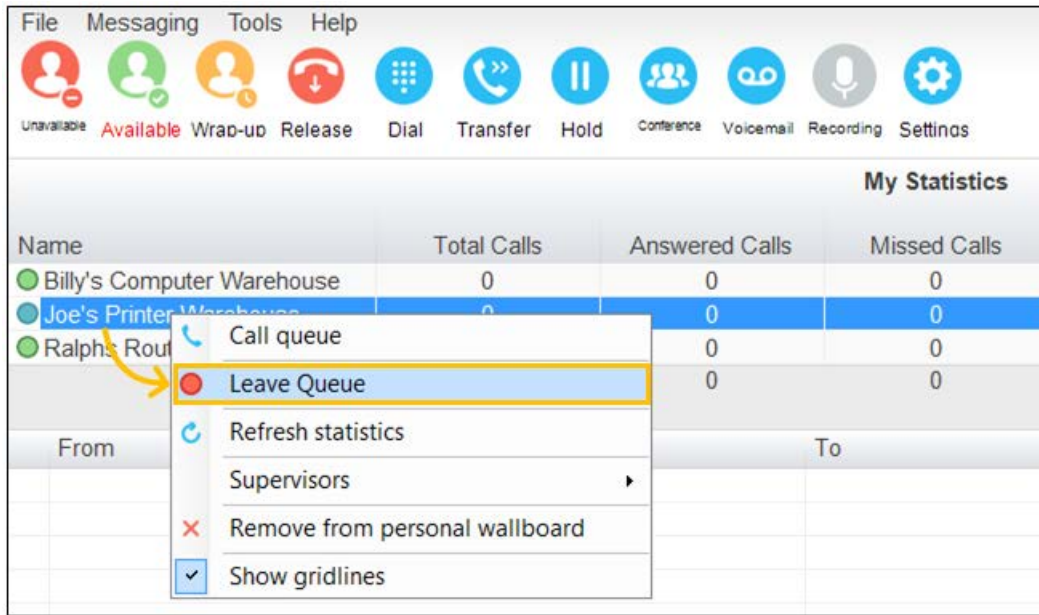 File Messaging Tools Help
Unavailable Available Wrap-up Release Dial Transfer Hold Conference Voicemail Recording Settings
My Statistics
Name Total Calls Answered Calls Missed Calls
Billy's Computer Warehouse 0 0 0
Joe's Printer Warehouse 0 0 0
Ralphs Rout 0 0
0 0
Call queue
Leave Queue
Refresh statistics
Supervisors
Remove from personal wallboard
Show gridlines
From To